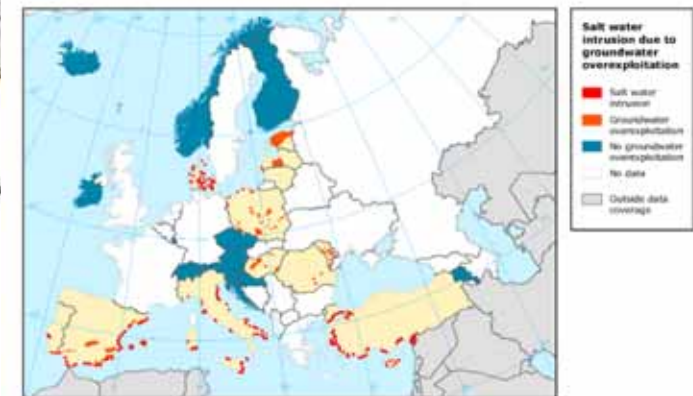 Salt water
intrusion due to
groundwater
overexploitation
Salt water
intrusion
Groundwater
overexploitation
No groundwater
overexploitation
No data
Outside data
coverage